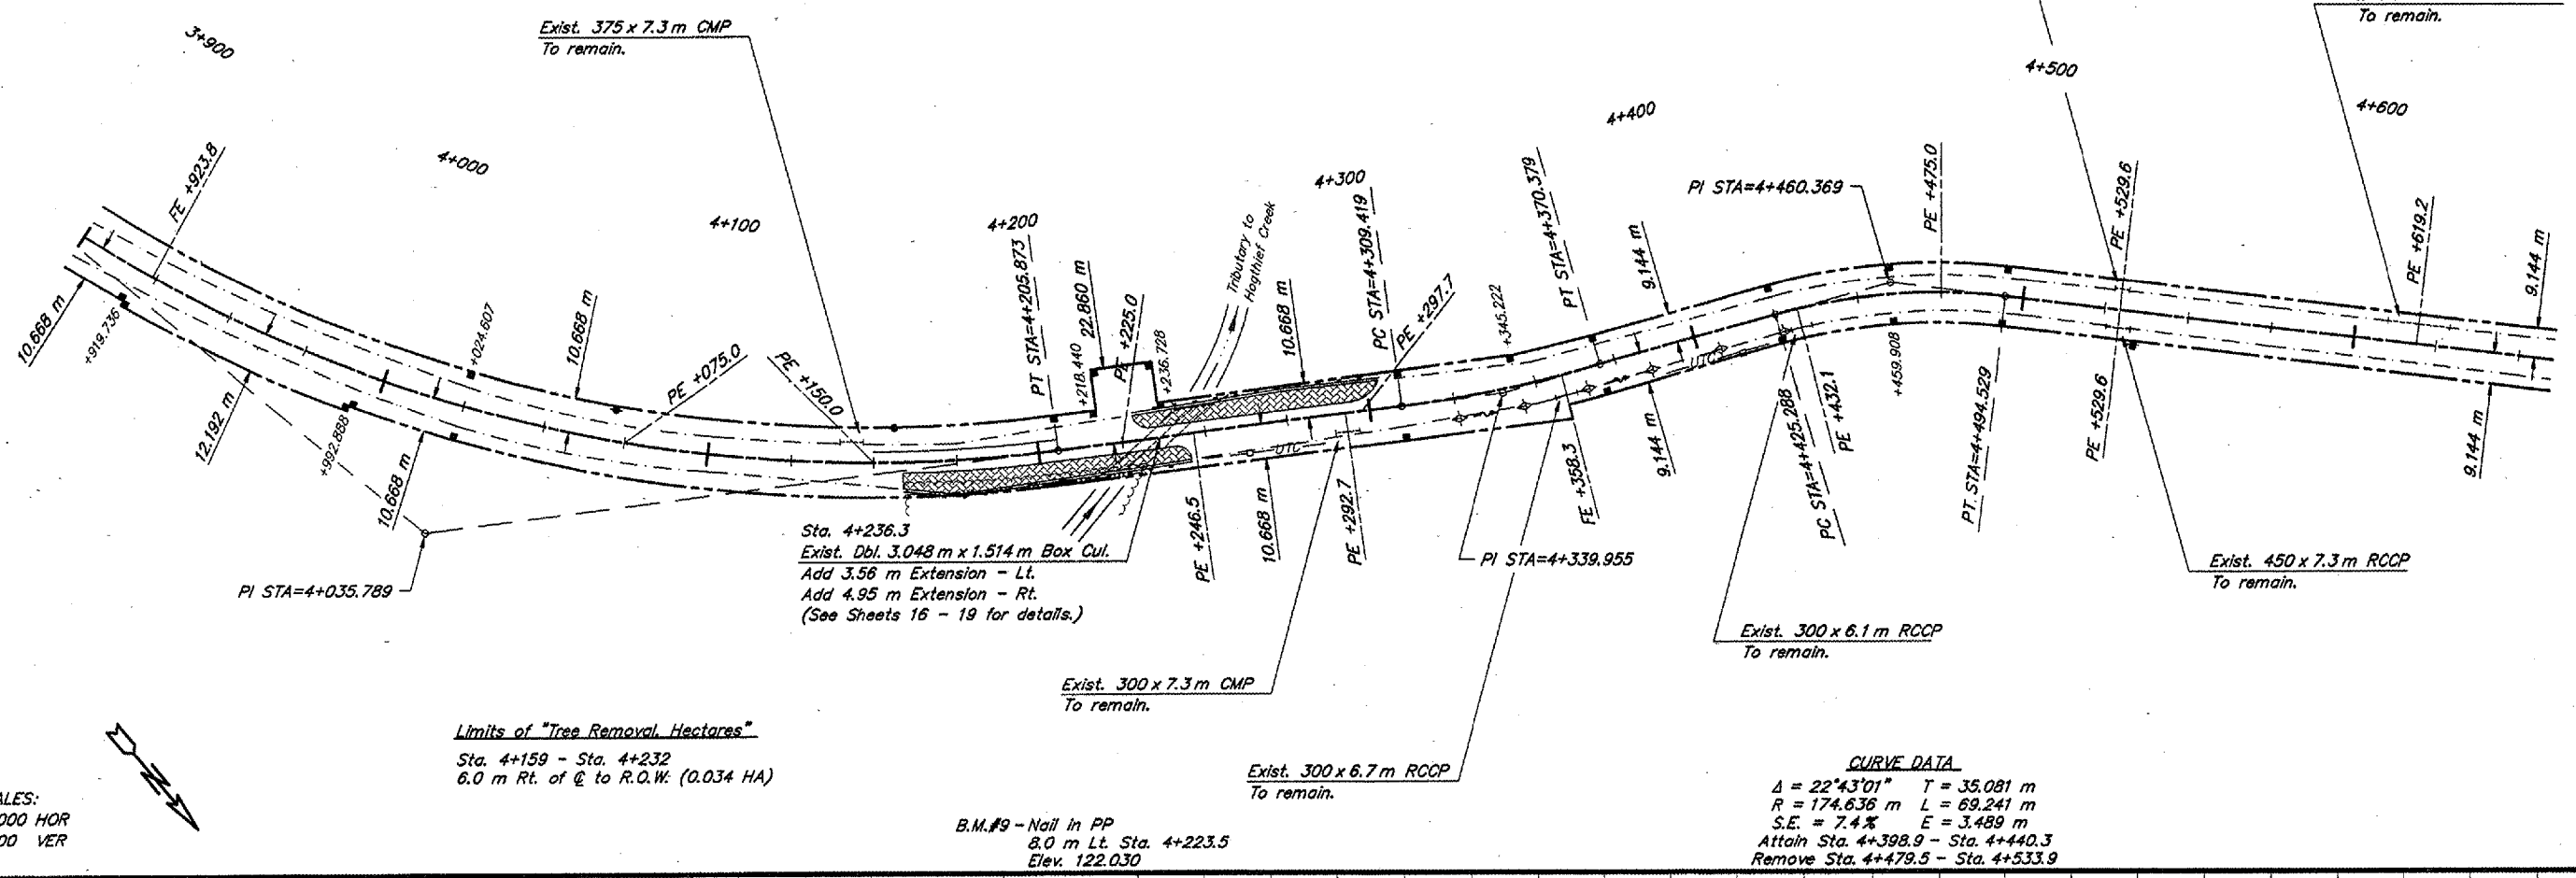 3+900
Exist. 375 x 7.3 m CMP
To remain.
To remain.
4+500
4+600
4+400
4+000
FE +923.8
4+100
4+200
4+300
PI STA=4+460.369
PE +475.0
PE +529.6
PE +619.2
9.144 m
PT STA=4+370.379
9.144 m
PC STA=4+309.419
PE +297.7
Tributary to
Hogthief Creek
PT STA=4+205.873
22.860 m
PE +225.0
+218.440
+236.728
10.668 m
+345.222
10.668 m
+919.736
+024.607
10.668 m
PE +075.0
PE +150.0
12.192 m
+992.888
10.668 m
UTC
UTC
PE +246.5
10.668 m
PE +292.7
FE +358.3
9.144 m
PC STA=4+425.288
PE +432.1
+459.908
PT STA=4+494.529
PE +529.6
9.144 m
PI STA=4+035.789
Sta. 4+236.3
Exist. Dbl. 3.048 m x 1.514 m Box Cul.
Add 3.56 m Extension - Lt.
Add 4.95 m Extension - Rt.
(See Sheets 16 - 19 for details.)
PI STA=4+339.955
Exist. 450 x 7.3 m RCCP
To remain.
Exist. 300 x 6.1 m RCCP
To remain.
Exist. 300 x 7.3 m CMP
To remain.
Exist. 300 x 6.7 m RCCP
To remain.
Limits of "Tree Removal, Hectares"
Sta. 4+159 - Sta. 4+232
6.0 m Rt. of ℄ to R.O.W. (0.034 HA)
ALES:
000 HOR
00 VER
B.M.#9 - Nail in PP
8.0 m Lt. Sta. 4+223.5
Elev. 122.030
CURVE DATA
Δ = 22°43'01" T = 35.081 m
R = 174.636 m L = 69.241 m
S.E. = 7.4% E = 3.489 m
Attain Sta. 4+398.9 - Sta. 4+440.3
Remove Sta. 4+479.5 - Sta. 4+533.9